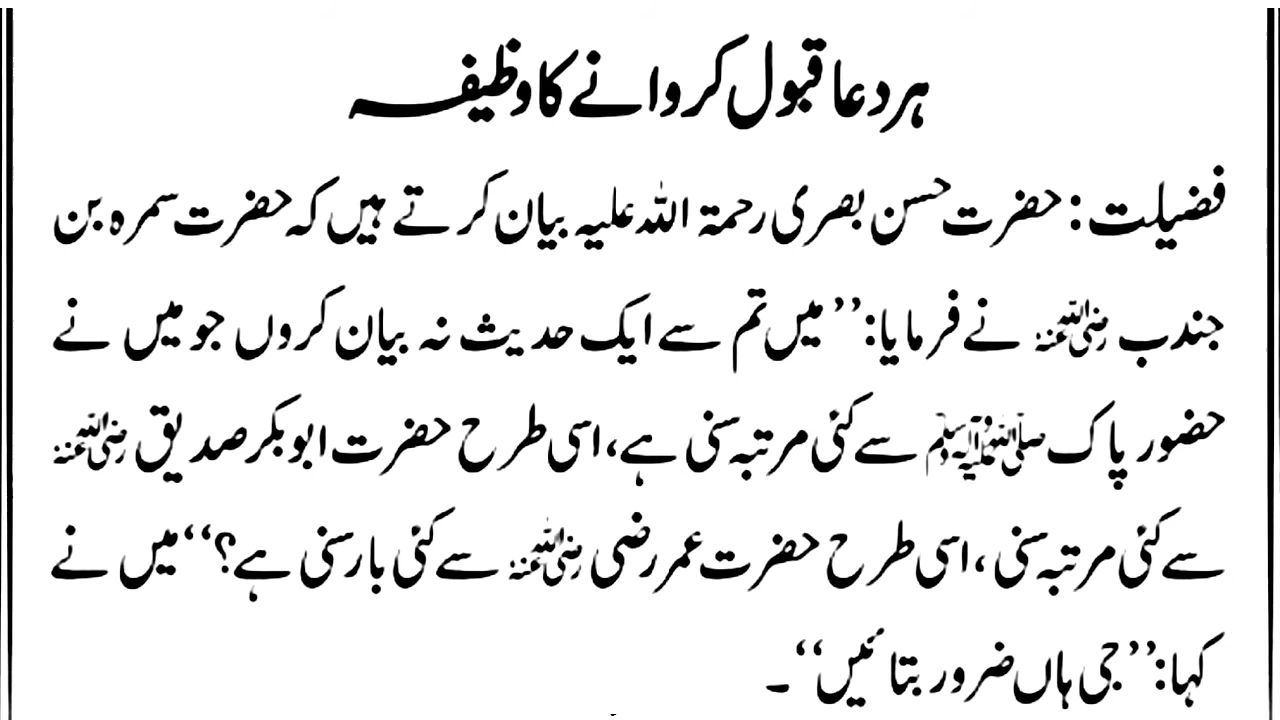 ہر دعا قبول کروانے کا وظیفہ
فضیلت: حضرت حسن بصری رحمۃ اللہ علیہ بیان کرتے ہیں کہ حضرت سمرہ بن
جندب رضی اللہ عنہ نے فرمایا: ’’میں تم سے ایک حدیث نہ بیان کروں جو میں نے
حضور پاک ﷺ سے کئی مرتبہ سنی ہے، اسی طرح حضرت ابوبکر صدیق رضی اللہ عنہ
سے کئی مرتبہ سنی، اسی طرح حضرت عمر رضی رضی اللہ عنہ سے کئی بار سنی ہے؟‘‘ میں نے
کہا: ’’جی ہاں ضرور بتائیں‘‘۔